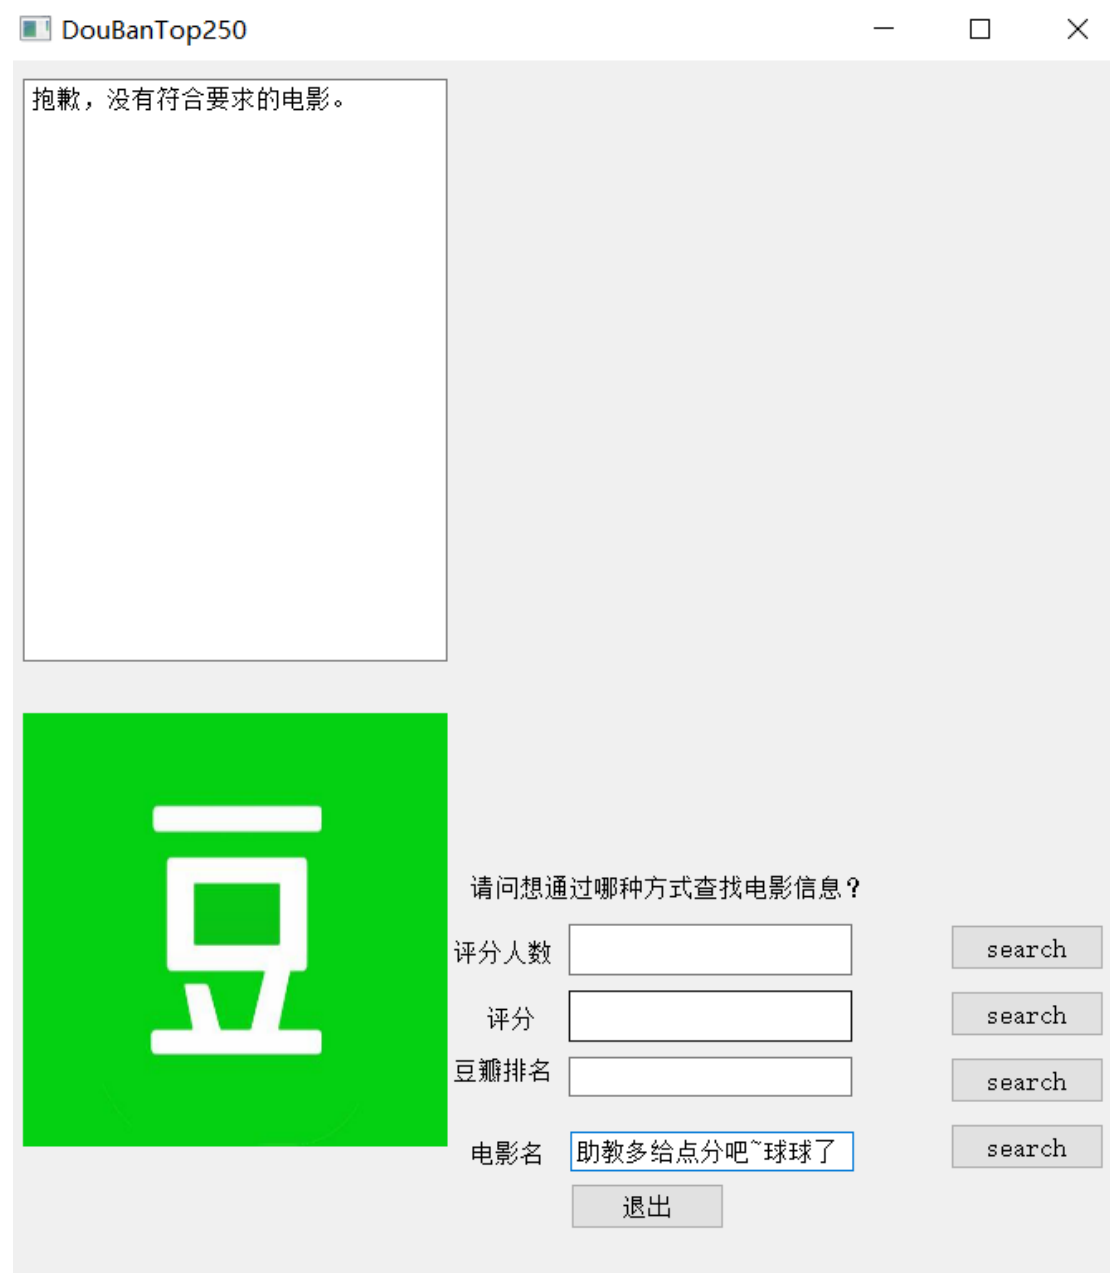 DouBanTop250
抱歉，没有符合要求的电影。
豆
请问想通过哪种方式查找电影信息？
评分人数
search
评分
search
豆瓣排名
search
电影名
助教多给点分吧~球球了
search
退出